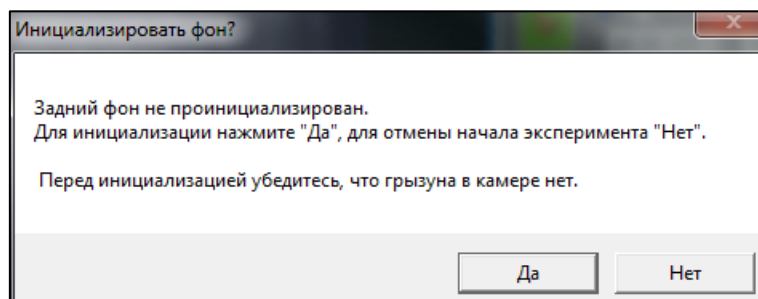 Инициализировать фон?
Задний фон не проинициализирован.
Для инициализации нажмите "Да", для отмены начала эксперимента "Нет".
Перед инициализацией убедитесь, что грызуна в камере нет.
Да
Нет